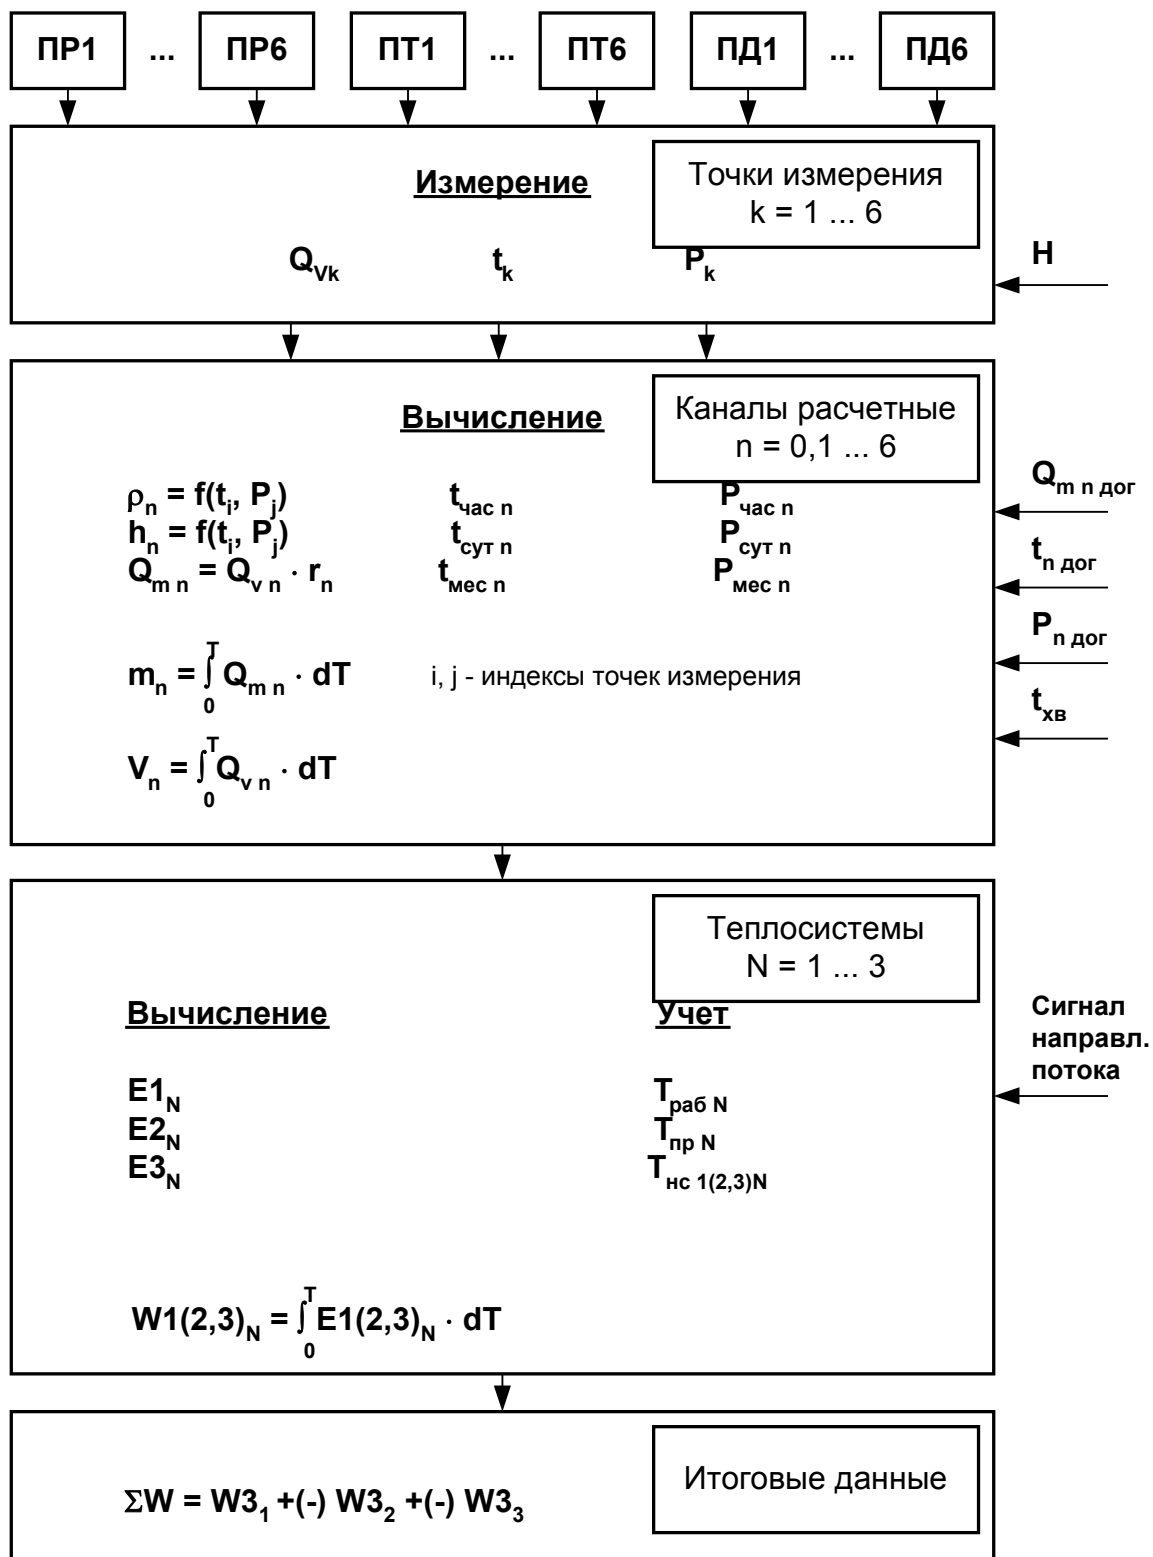 ПР1 ... ПР6 ПТ1 ... ПТ6 ПД1 ... ПД6
Точки измерения
k = 1 ... 6
Измерение
Q_Vk t_k P_k
H
Каналы расчетные
n = 0,1 ... 6
Вычисление
ρ_n = f(t_i, P_j) t_час n P_час n
h_n = f(t_i, P_j) t_сут n P_сут n
Q_m n = Q_v n · r_n t_мес n P_мес n
m_n = ∫_0^T Q_m n · dT i, j - индексы точек измерения
V_n = ∫_0^T Q_v n · dT
Q_m n дог
t_n дог
P_n дог
t_хв
Теплосистемы
N = 1 ... 3
Вычисление Учет
E1_N T_раб N
E2_N T_пр N
E3_N T_нс 1(2,3)N
W1(2,3)_N = ∫_0^T E1(2,3)_N · dT
Сигнал
направл.
потока
Итоговые данные
ΣW = W3_1 +(-) W3_2 +(-) W3_3